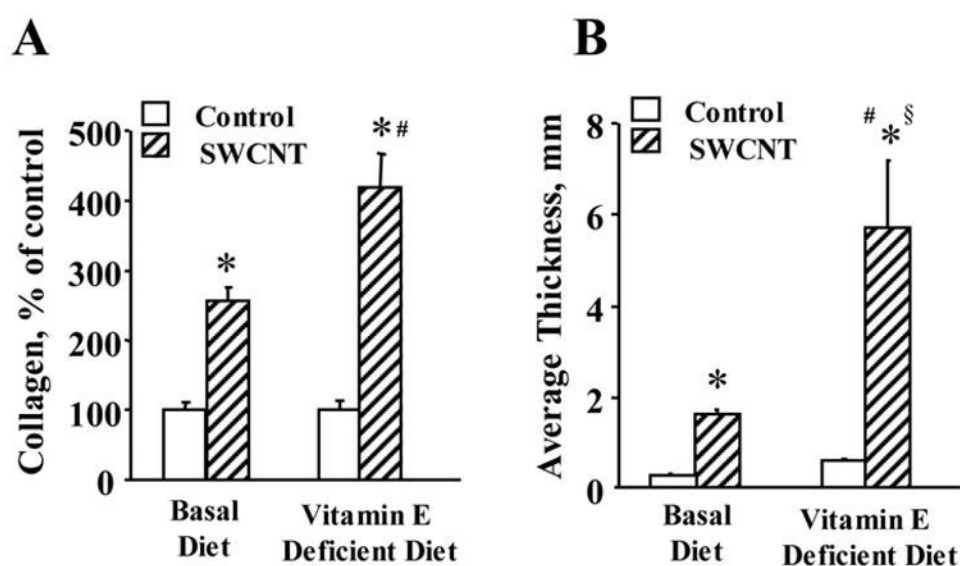 A
Collagen, % of control
Control
SWCNT
500
400
300
200
100
0
*
*#
Basal
Diet
Vitamin E
Deficient Diet
B
Average Thickness, mm
Control
SWCNT
8
6
4
2
0
*
#*§
Basal
Diet
Vitamin E
Deficient Diet